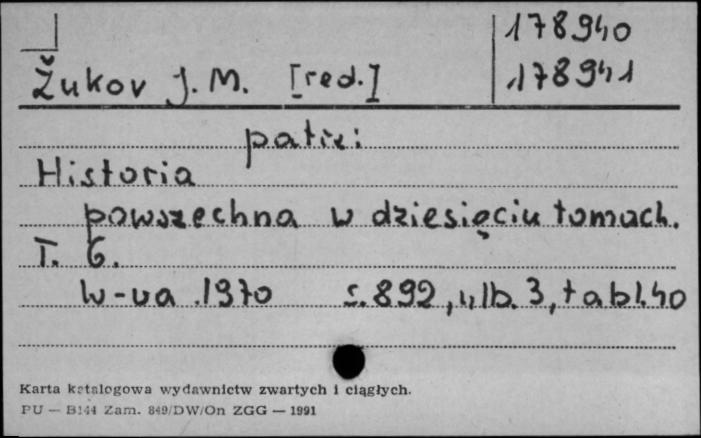 178940
Žukov J. M. [red.]
178941
patrz:
Historia
powszechna w dziesięciu tomach.
T. 6.
W-wa 1970 s. 892, nlb. 3, tabl. 40
Karta katalogowa wydawnictw zwartych i ciągłych.
PU — B144 Zam. 849/DW/On ZGG — 1991